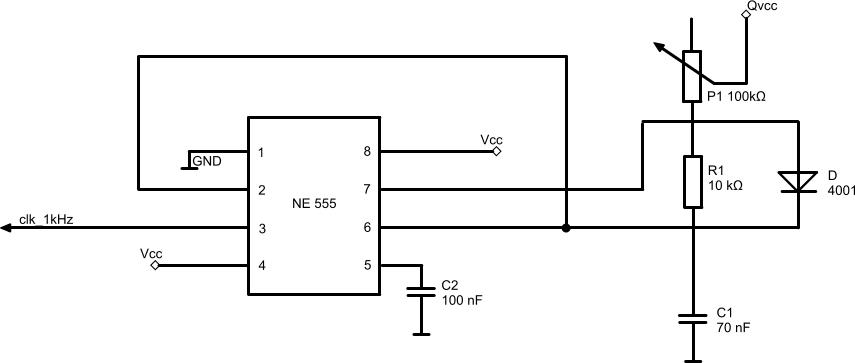 Qvcc
P1 100kΩ
Vcc
GND
1
8
R1
10 kΩ
D
4001
2
7
NE 555
clk_1kHz
3
6
Vcc
4
5
C2
100 nF
C1
70 nF